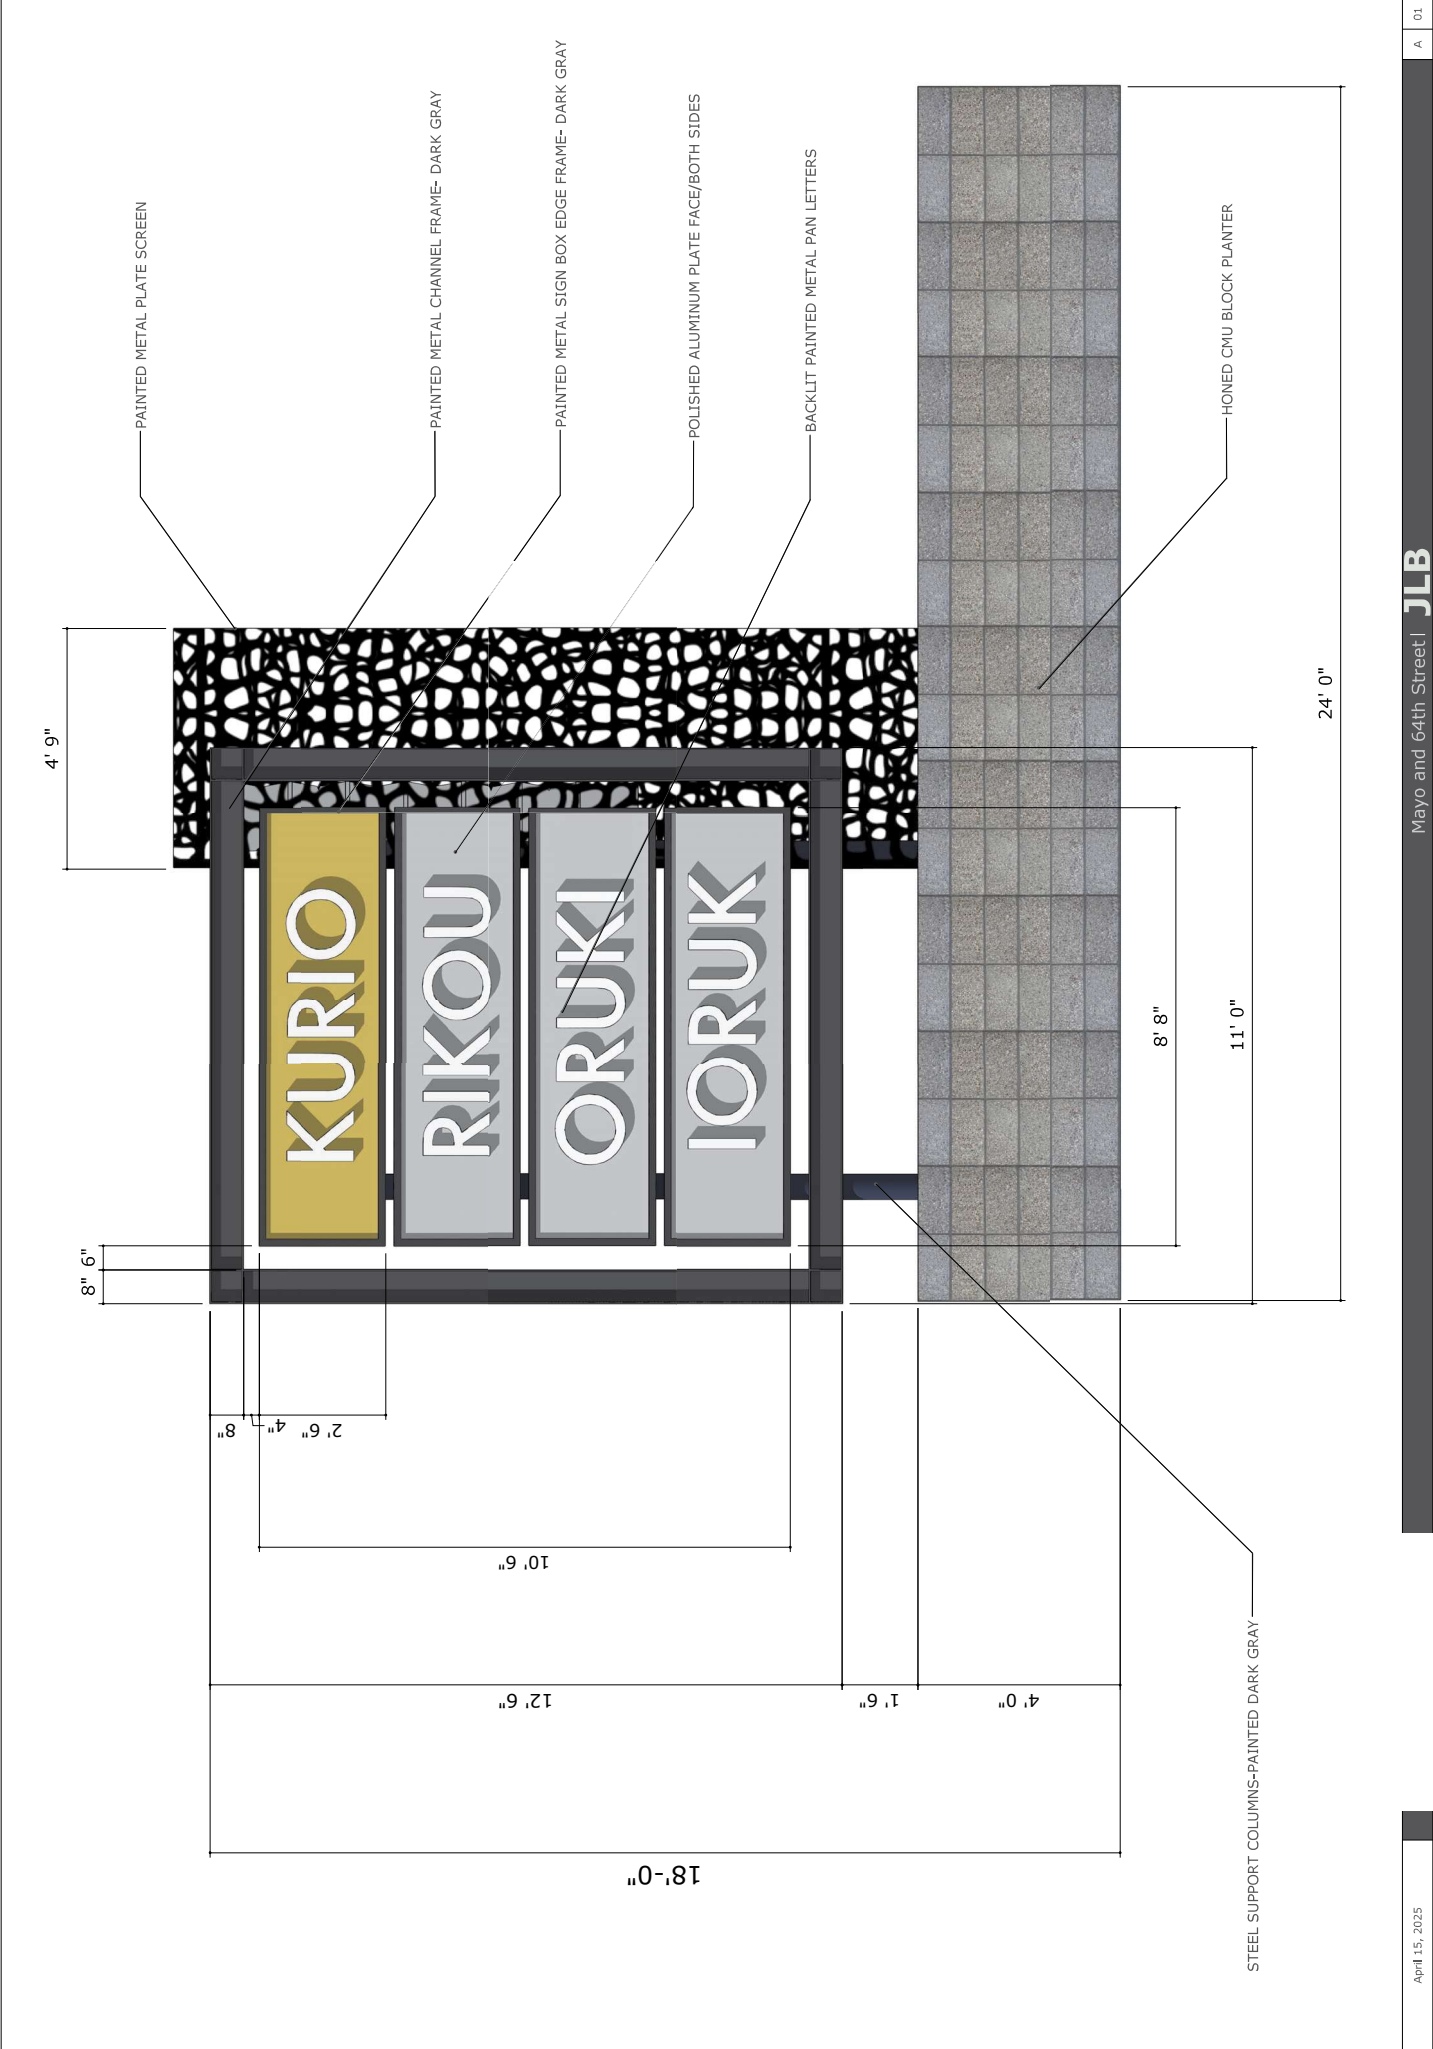 PAINTED METAL PLATE SCREEN
PAINTED METAL CHANNEL FRAME- DARK GRAY
PAINTED METAL SIGN BOX EDGE FRAME- DARK GRAY
POLISHED ALUMINUM PLATE FACE/BOTH SIDES
BACKLIT PAINTED METAL PAN LETTERS
HONED CMU BLOCK PLANTER
STEEL SUPPORT COLUMNS-PAINTED DARK GRAY
4' 9"
8" 6"
KURIO
RIKOU
ORUKI
IORUK
8"
4"
2' 6"
10' 6"
12' 6"
1' 6"
4' 0"
18'-0"
8' 8"
11' 0"
24' 0"
April 15, 2025
Mayo and 64th Street| JLB
A 01